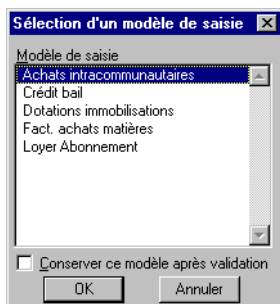 Sélection d'un modèle de saisie
Modèle de saisie
Achats intracommunautaires
Crédit bail
Dotations immobilisations
Fact. achats matières
Loyer Abonnement
Conserver ce modèle après validation
OK Annuler